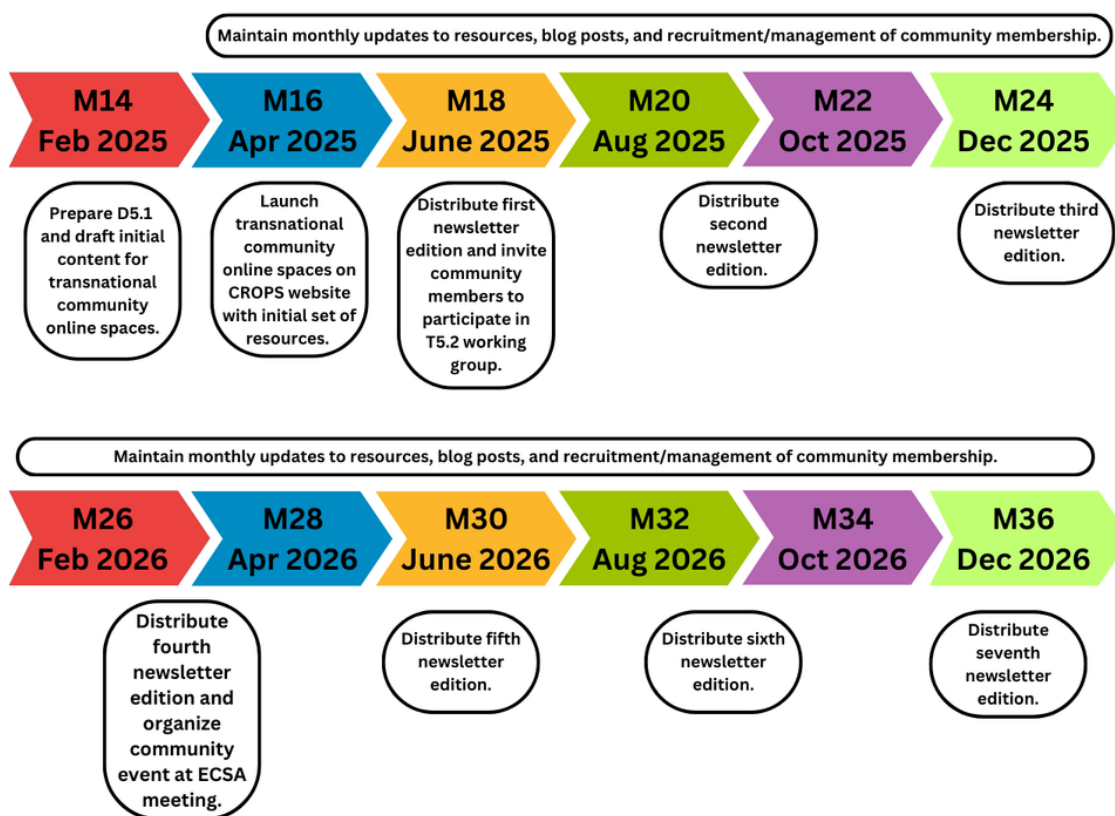 Maintain monthly updates to resources, blog posts, and recruitment/management of community membership.
M14
Feb 2025
M16
Apr 2025
M18
June 2025
M20
Aug 2025
M22
Oct 2025
M24
Dec 2025
Prepare D5.1
and draft initial
content for
transnational
community
online spaces.
Launch
transnational
community
online spaces on
CROPS website
with initial set of
resources.
Distribute first
newsletter
edition and invite
community
members to
participate in
T5.2 working
group.
Distribute
second
newsletter
edition.
Distribute third
newsletter
edition.
Maintain monthly updates to resources, blog posts, and recruitment/management of community membership.
M26
Feb 2026
M28
Apr 2026
M30
June 2026
M32
Aug 2026
M34
Oct 2026
M36
Dec 2026
Distribute
fourth
newsletter
edition and
organize
community
event at ECSA
meeting.
Distribute fifth
newsletter
edition.
Distribute sixth
newsletter
edition.
Distribute
seventh
newsletter
edition.